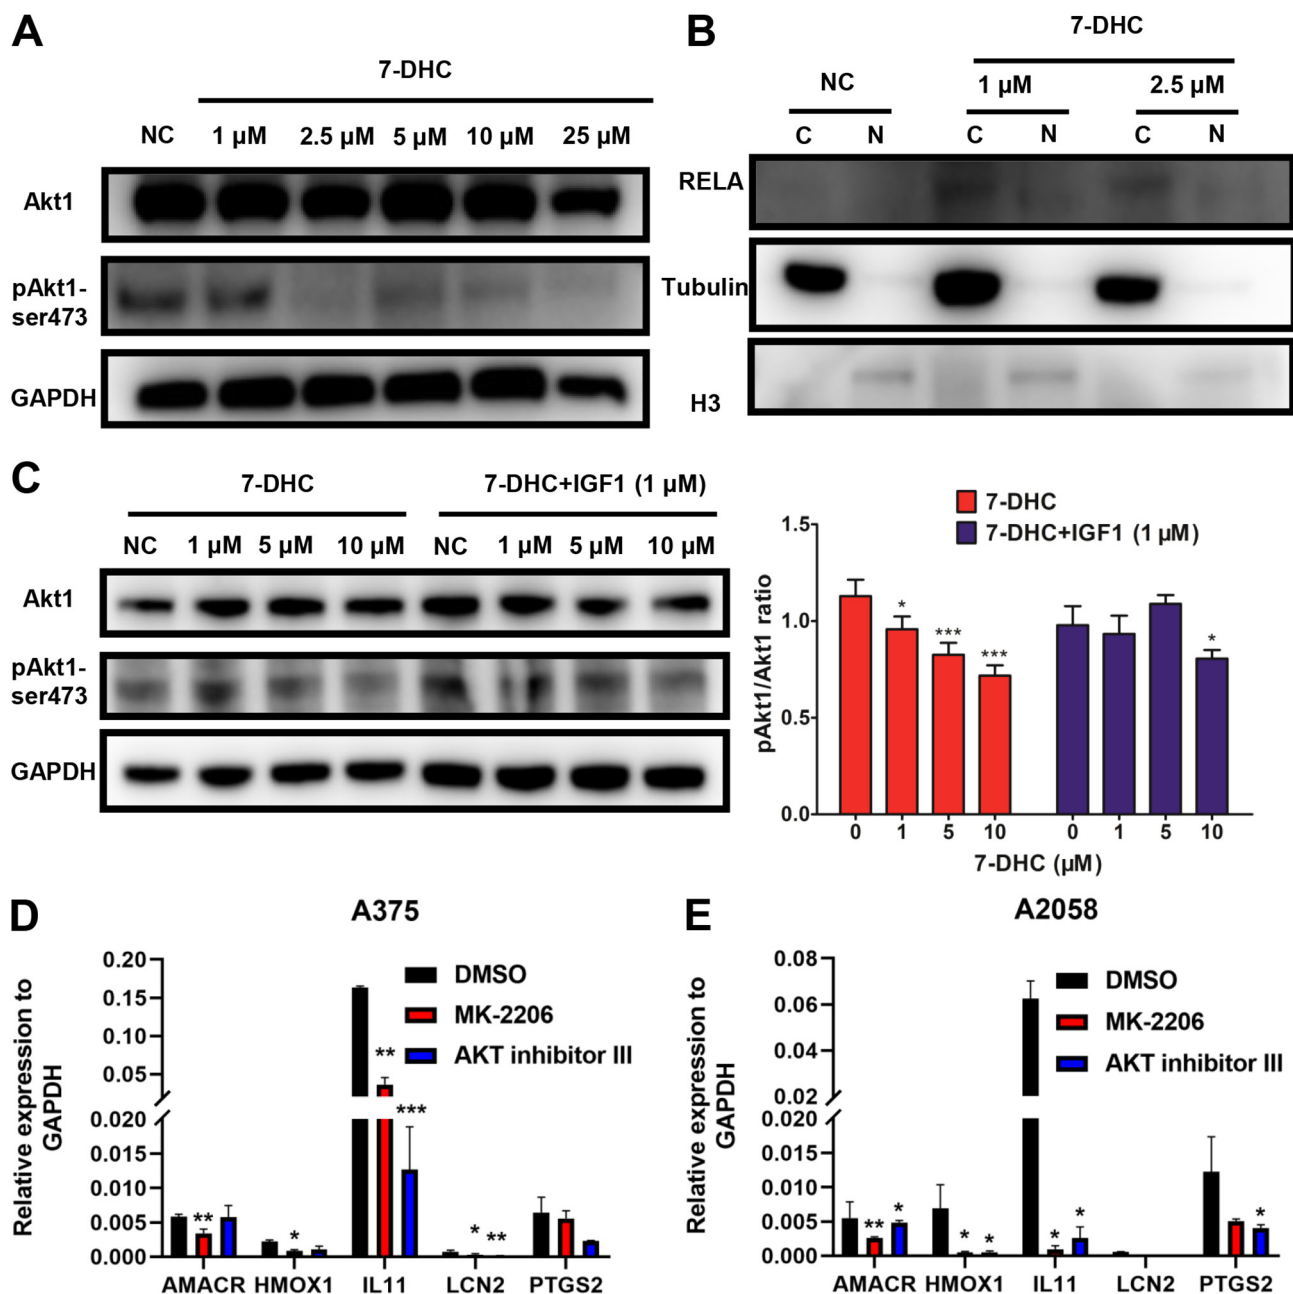 A
7-DHC
NC 1 µM 2.5 µM 5 µM 10 µM 25 µM
Akt1
pAkt1-
ser473
GAPDH
B
7-DHC
NC 1 µM 2.5 µM
C N C N C N
RELA
Tubulin
H3
C
7-DHC 7-DHC+IGF1 (1 µM)
NC 1 µM 5 µM 10 µM NC 1 µM 5 µM 10 µM
Akt1
pAkt1-
ser473
GAPDH
7-DHC
7-DHC+IGF1 (1 µM)
pAkt1/Akt1 ratio
1.5
1.0
0.5
0.0
* *** *** *
0 1 5 10 0 1 5 10
7-DHC (µM)
D
A375
Relative expression to
GAPDH
0.20
0.15
0.10
0.05
0.020
0.015
0.010
0.005
0.000
DMSO
MK-2206
AKT inhibitor III
** * ** *** * **
AMACR HMOX1 IL11 LCN2 PTGS2
E
A2058
Relative expression to
GAPDH
0.08
0.06
0.04
0.02
0.020
0.015
0.010
0.005
0.000
DMSO
MK-2206
AKT inhibitor III
** * * * * * *
AMACR HMOX1 IL11 LCN2 PTGS2